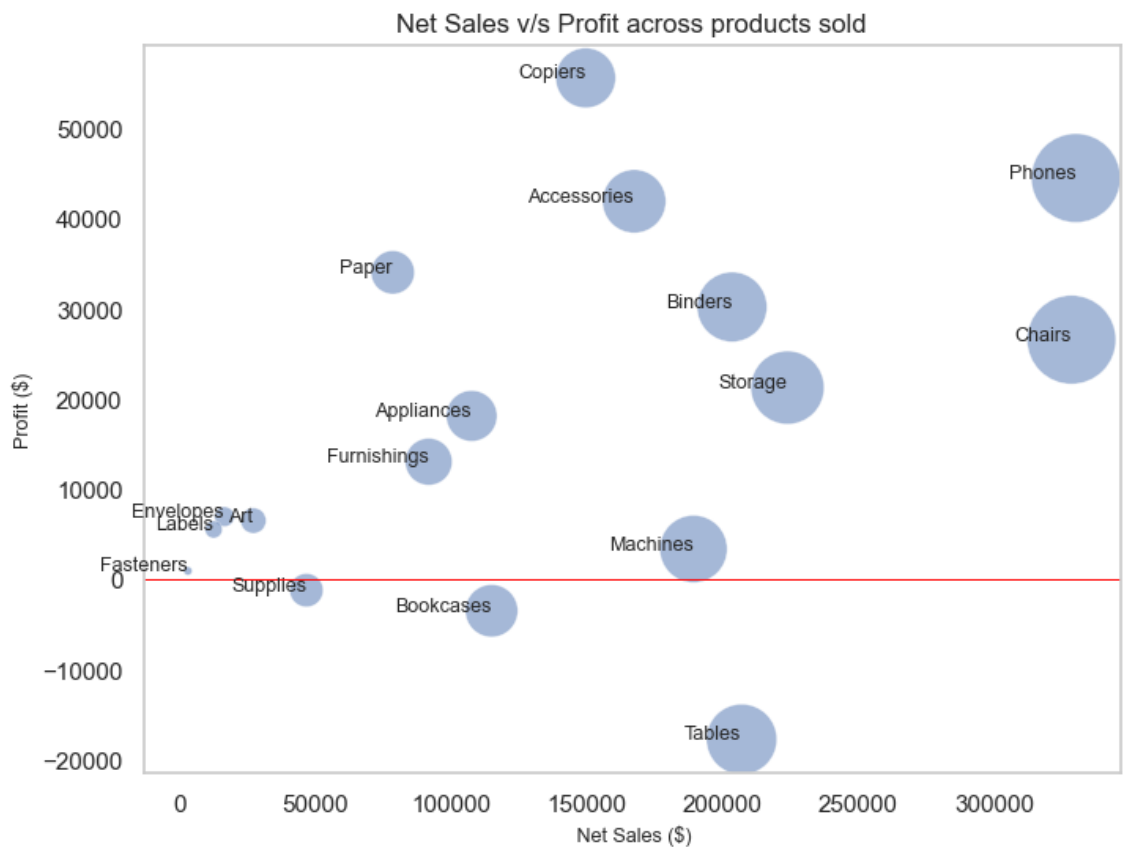 Net Sales v/s Profit across products sold
Copiers
50000
Phones
Accessories
40000
Paper
30000
Binders
Chairs
Storage
20000
Appliances
Profit ($)
Furnishings
10000
Envelopes
Labels
Art
Machines
Fasteners
0
Supplies
Bookcases
−10000
Tables
−20000
0 50000 100000 150000 200000 250000 300000
Net Sales ($)